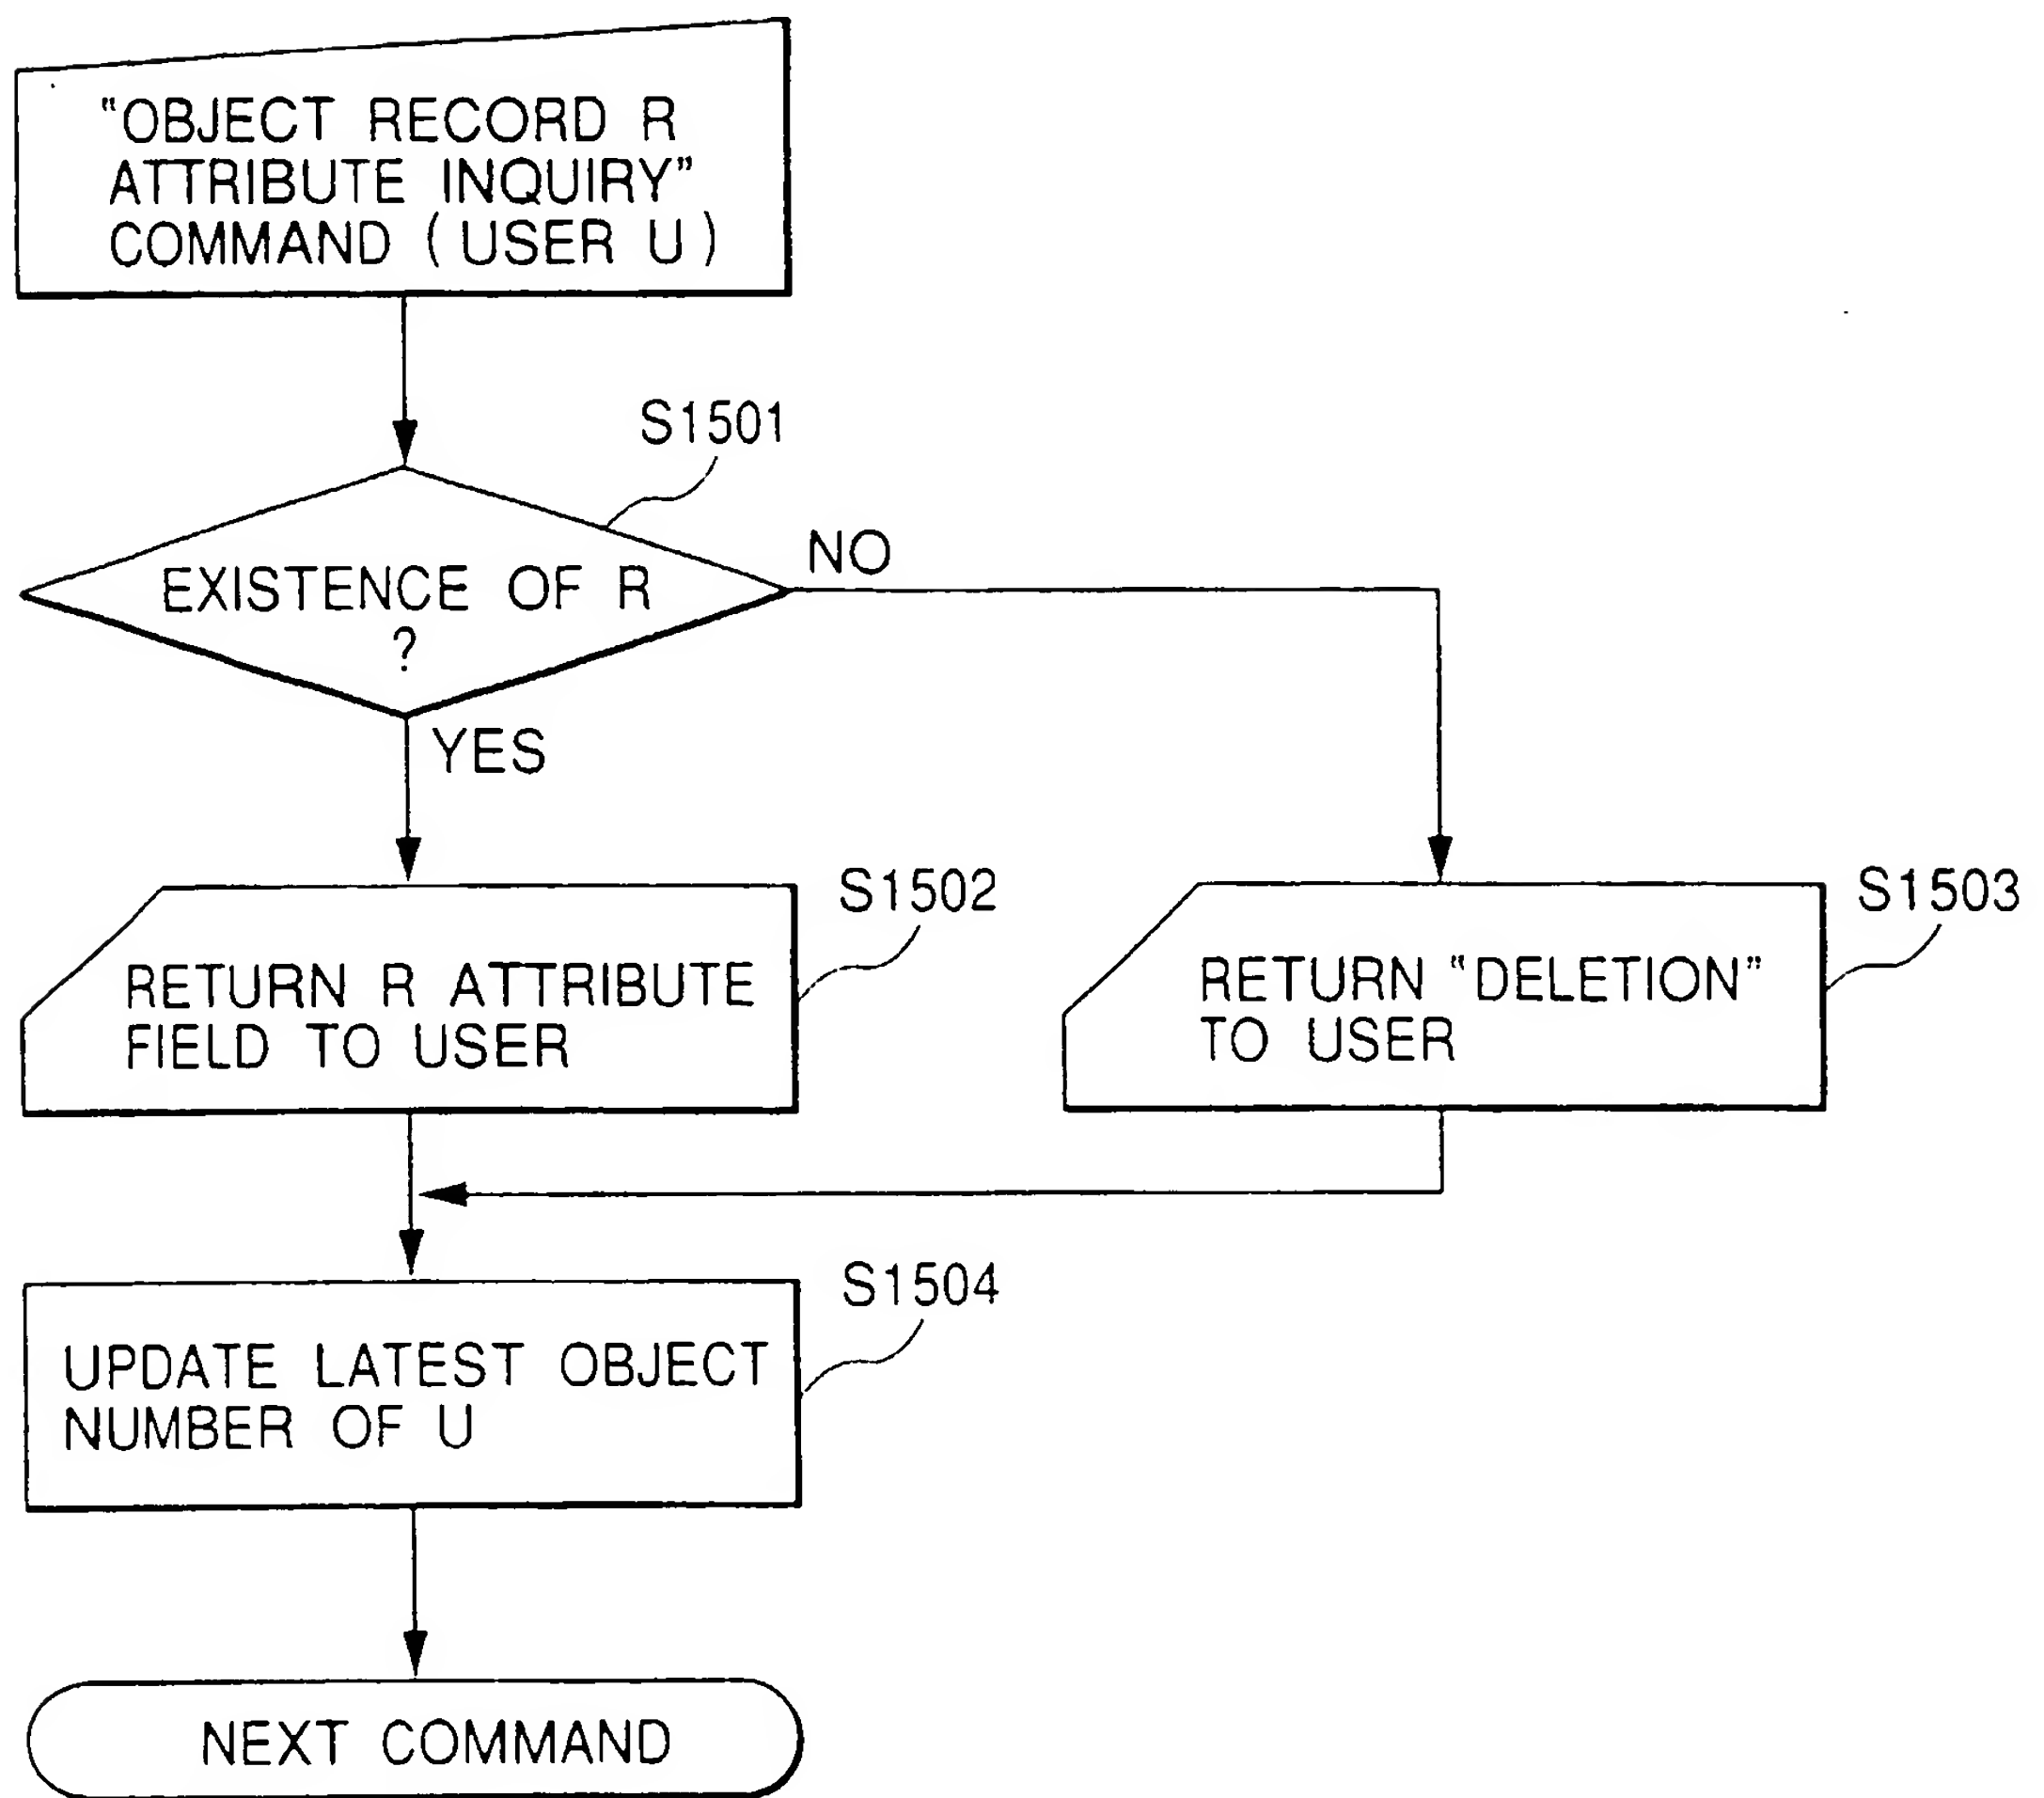 "OBJECT RECORD R
ATTRIBUTE INQUIRY"
COMMAND (USER U)
S1501
EXISTENCE OF R
?
NO
YES
S1502
RETURN R ATTRIBUTE
FIELD TO USER
S1503
RETURN "DELETION"
TO USER
S1504
UPDATE LATEST OBJECT
NUMBER OF U
NEXT COMMAND